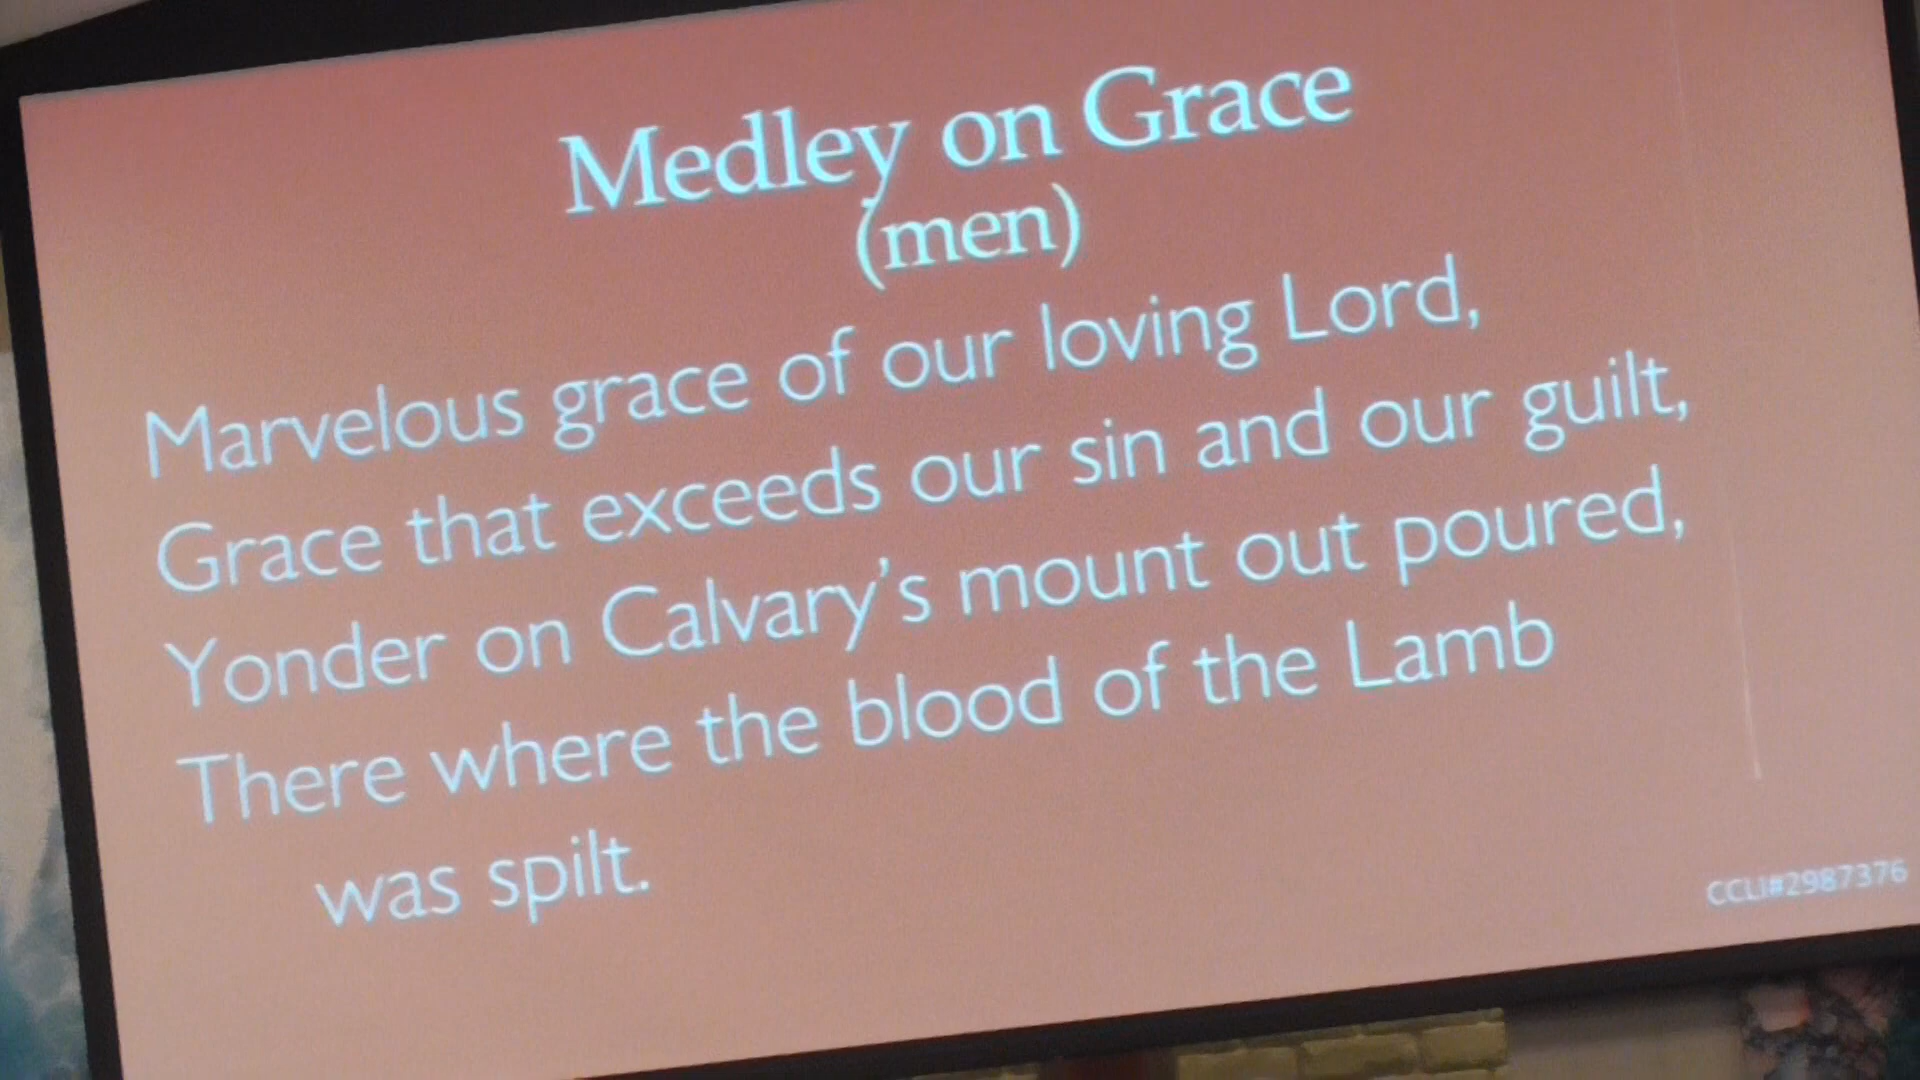 Medley on Grace
(men)
Marvelous grace of our loving Lord,
Grace that exceeds our sin and our guilt,
Yonder on Calvary's mount out poured,
There where the blood of the Lamb
was spilt.
CCLI#2987376